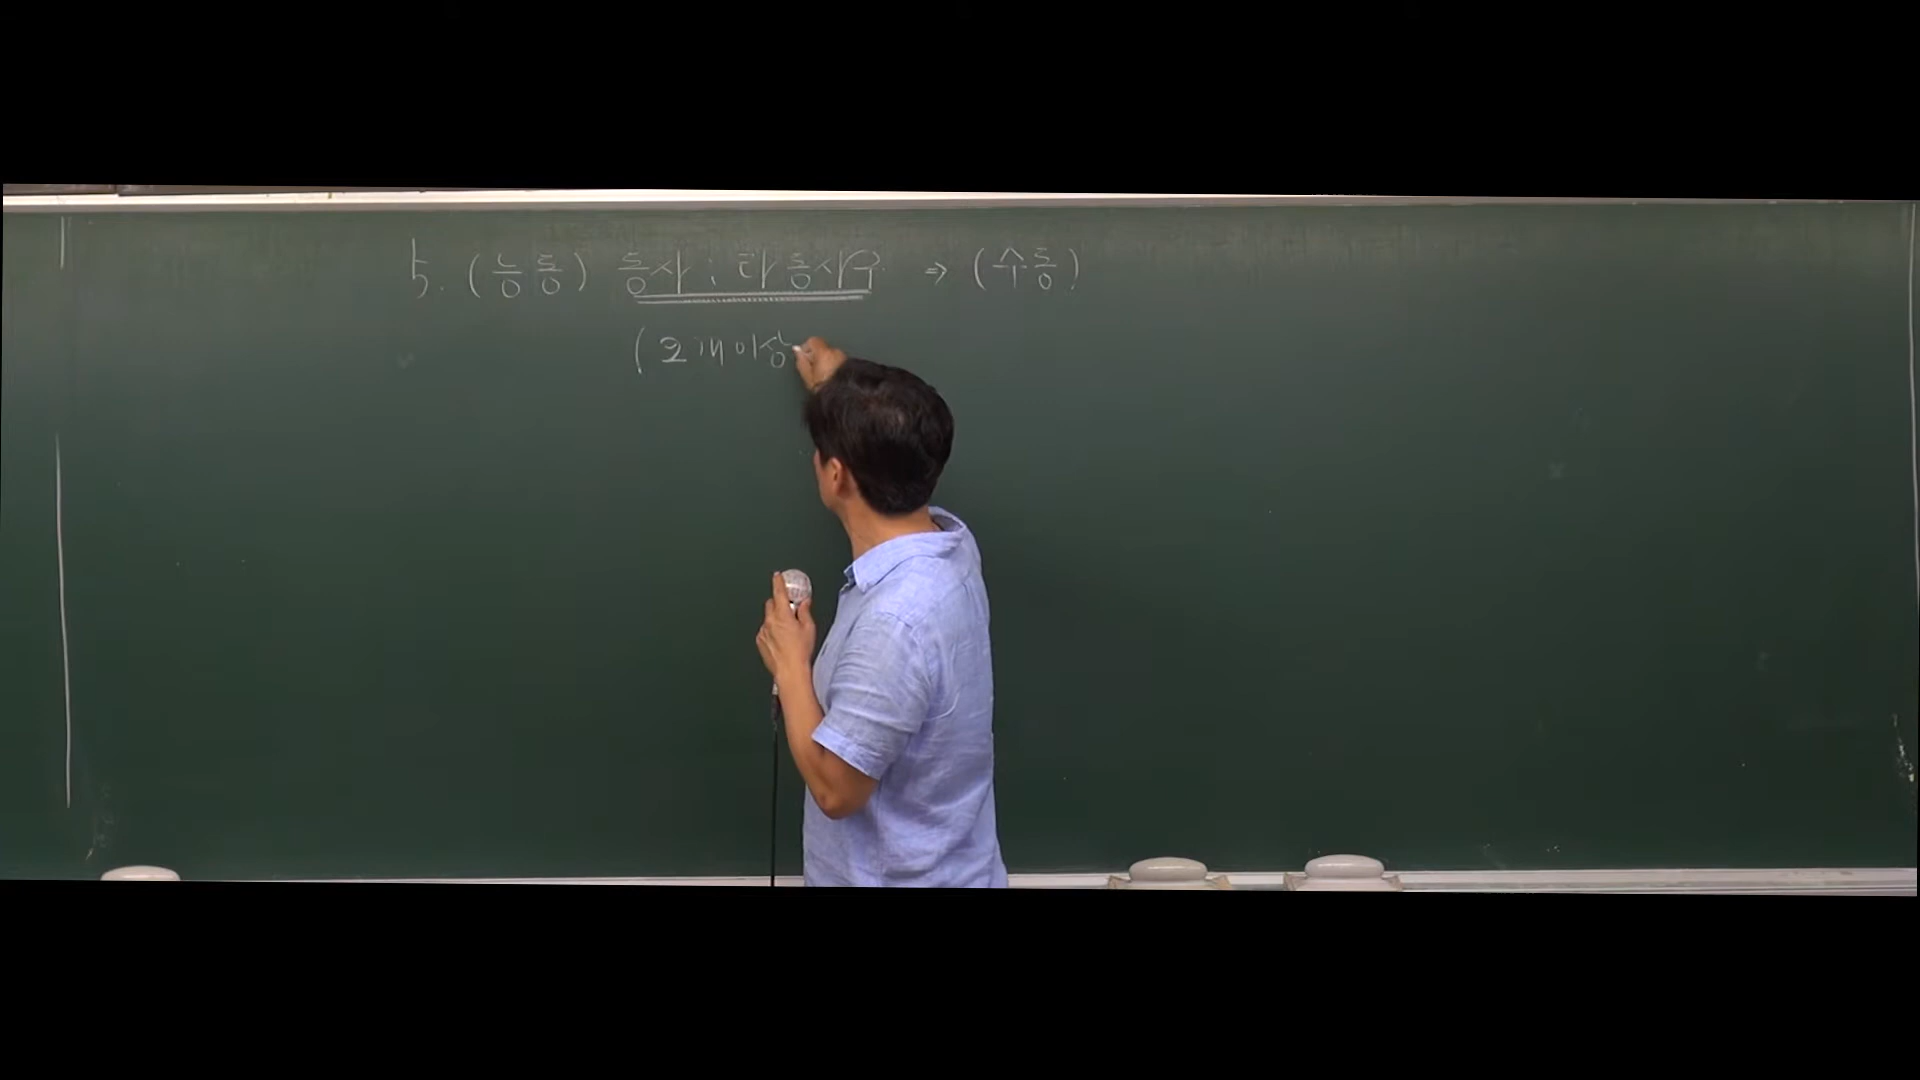 5. (능동) 동사 : 타동사구 ⇒ (수동)
(2개 이상